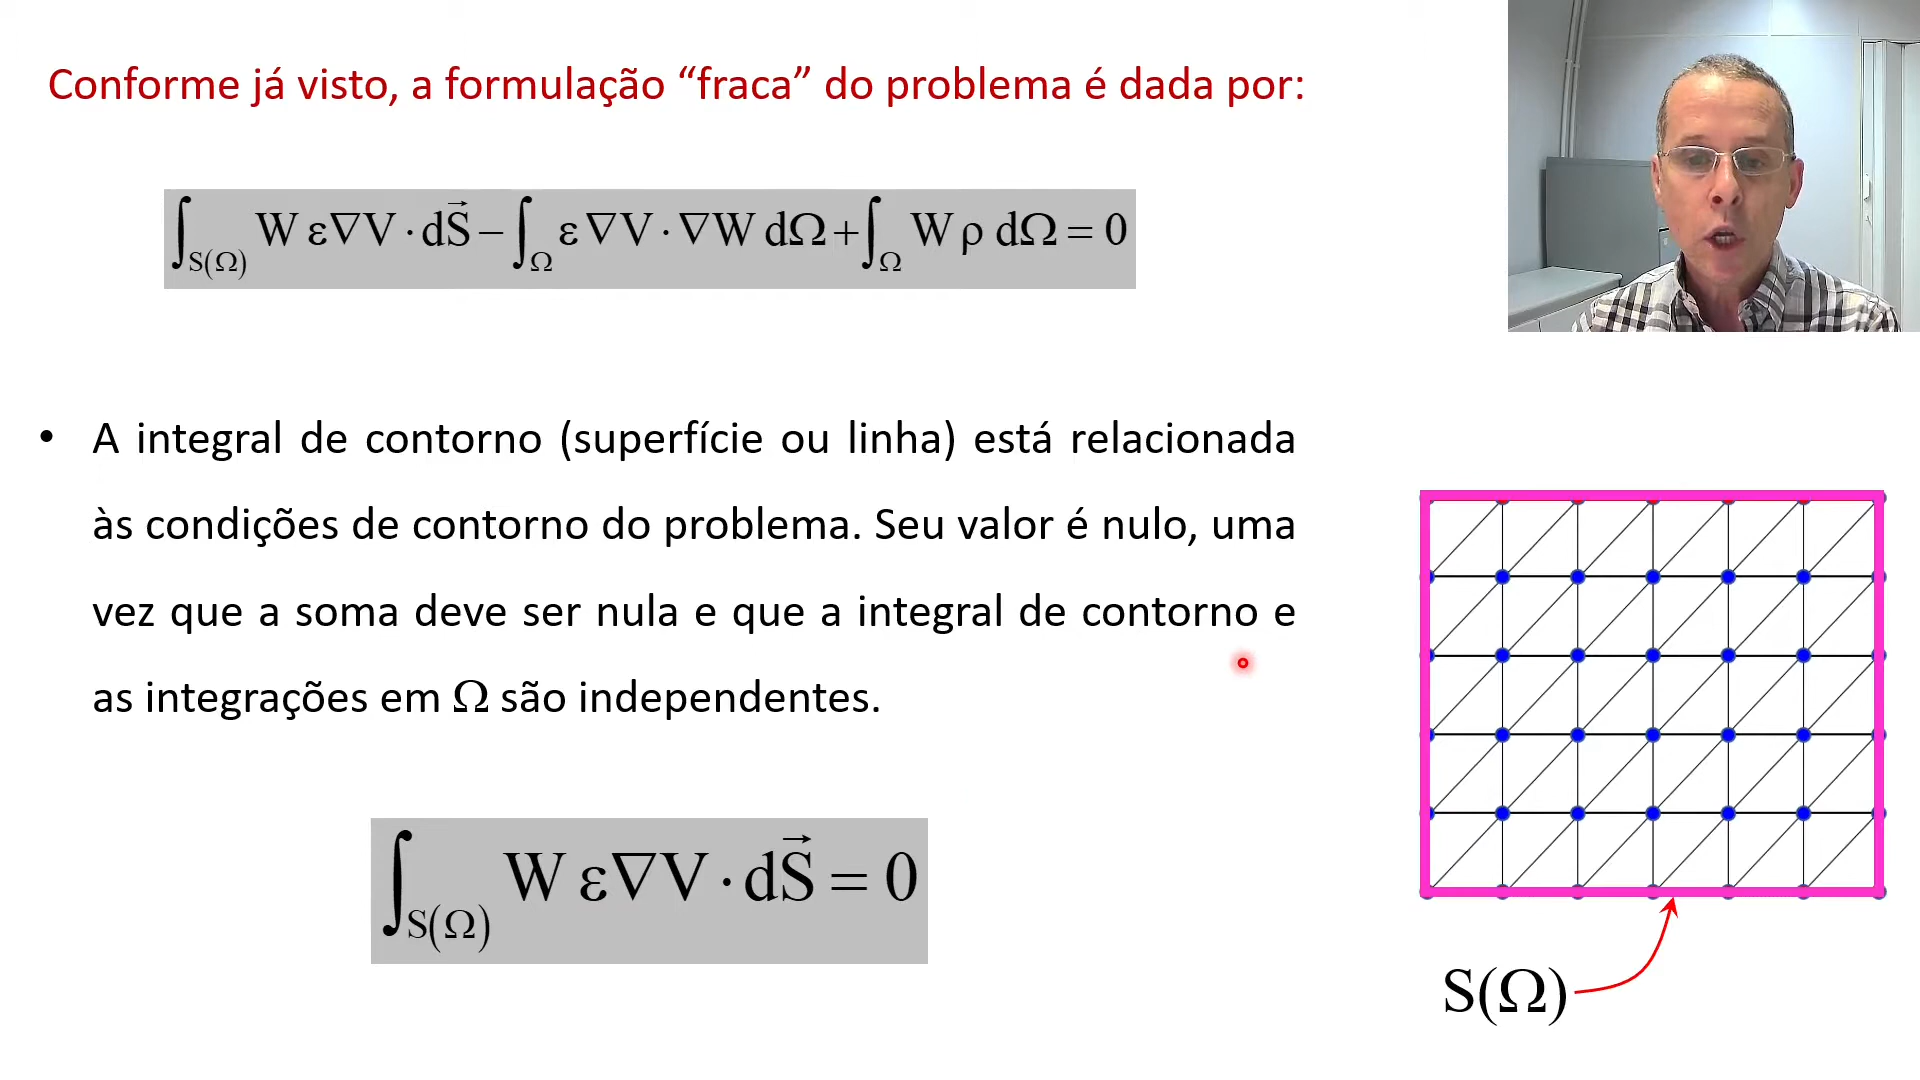 Conforme já visto, a formulação “fraca” do problema é dada por:
∫S(Ω) W ε∇V · dS⃗ − ∫Ω ε∇V · ∇W dΩ + ∫Ω W ρ dΩ = 0
• A integral de contorno (superfície ou linha) está relacionada
às condições de contorno do problema. Seu valor é nulo, uma
vez que a soma deve ser nula e que a integral de contorno e
as integrações em Ω são independentes.
∫S(Ω) W ε∇V · dS⃗ = 0
S(Ω)